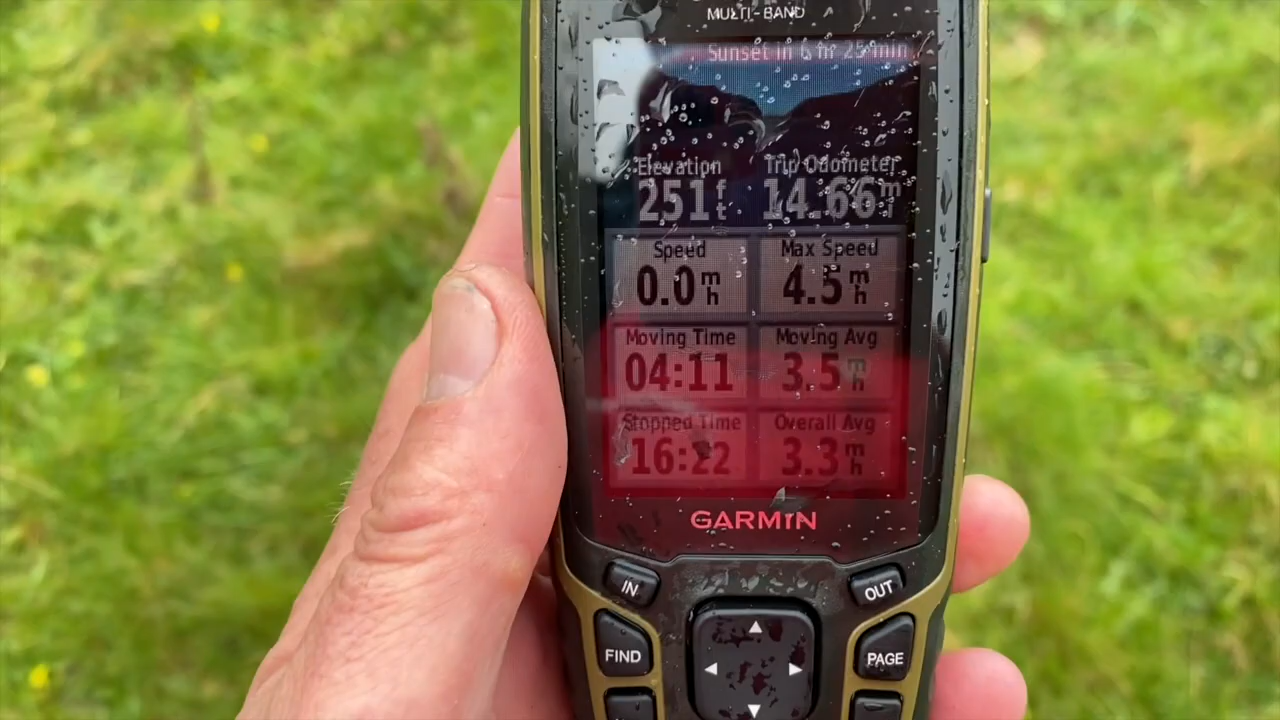 MULTI-BAND
Sunset in 6 hr 25 min
Elevation Trip Odometer
251 ft 14.66 mi
Speed Max Speed
0.0 mh 4.5 mh
Moving Time Moving Avg
04:11 3.5 mh
Stopped Time Overall Avg
16:22 3.3 mh
GARMIN
IN OUT
FIND PAGE